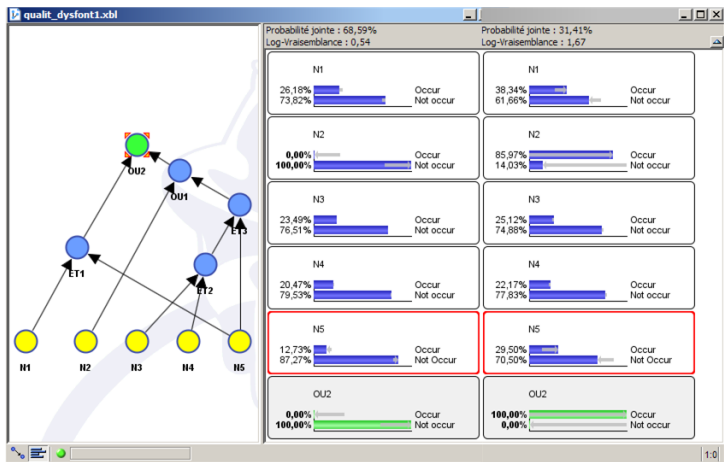 qualit_dysfont1.xbl
Probabilité jointe : 68,59%
Log-Vraisemblance : 0,54
Probabilité jointe : 31,41%
Log-Vraisemblance : 1,67
OU2
OU1
ET3
ET1
ET2
N1
N2
N3
N4
N5
N1
26,18% Occur
73,82% Not occur
N2
0,00% Occur
100,00% Not occur
N3
23,49% Occur
76,51% Not occur
N4
20,47% Occur
79,53% Not occur
N5
12,73% Occur
87,27% Not Occur
OU2
0,00% Occur
100,00% Not occur
N1
38,34% Occur
61,66% Not occur
N2
85,97% Occur
14,03% Not occur
N3
25,12% Occur
74,88% Not occur
N4
22,17% Occur
77,83% Not occur
N5
29,50% Occur
70,50% Not Occur
OU2
100,00% Occur
0,00% Not occur
1:0